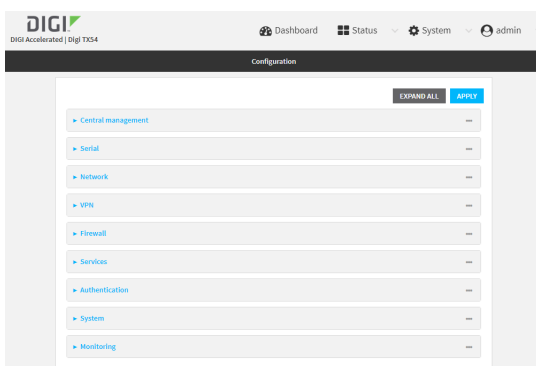 DIGI
DIGI Accelerated | Digi TX54
Dashboard Status System admin
Configuration
EXPAND ALL APPLY
Central management
Serial
Network
VPN
Firewall
Services
Authentication
System
Monitoring